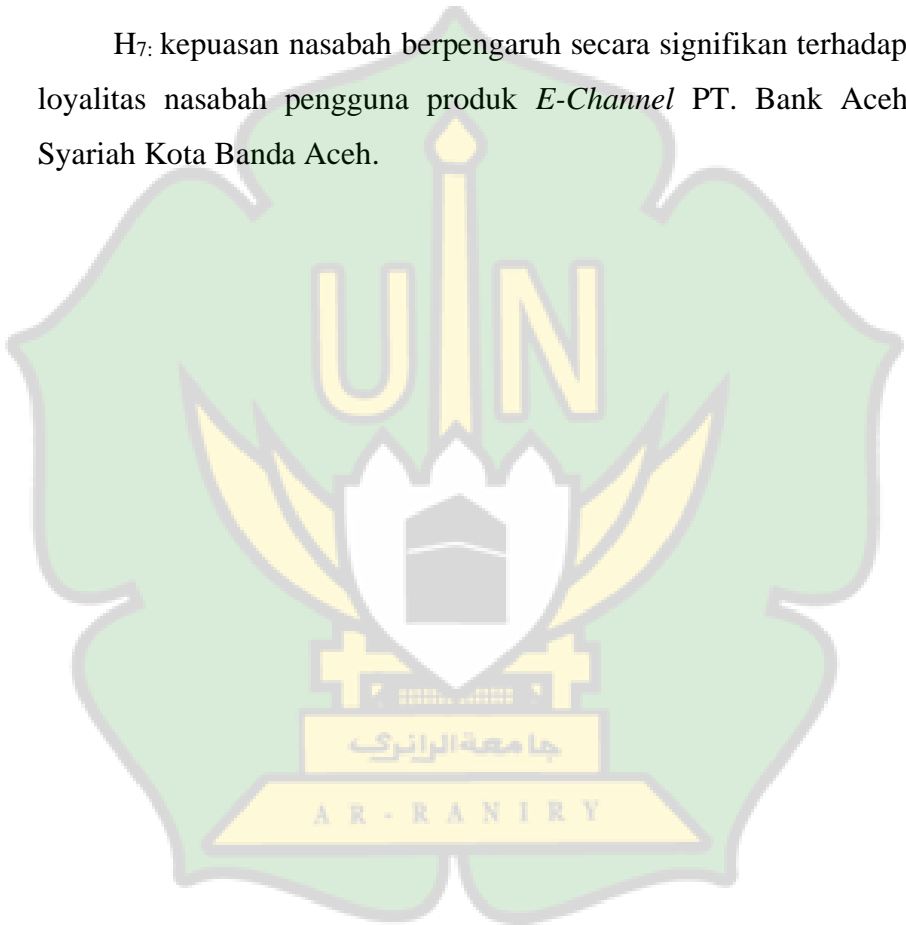 H7: kepuasan nasabah berpengaruh secara signifikan terhadap
loyalitas nasabah pengguna produk E-Channel PT. Bank Aceh
Syariah Kota Banda Aceh.
UIN
جامعة الرانري
AR-RANIRY